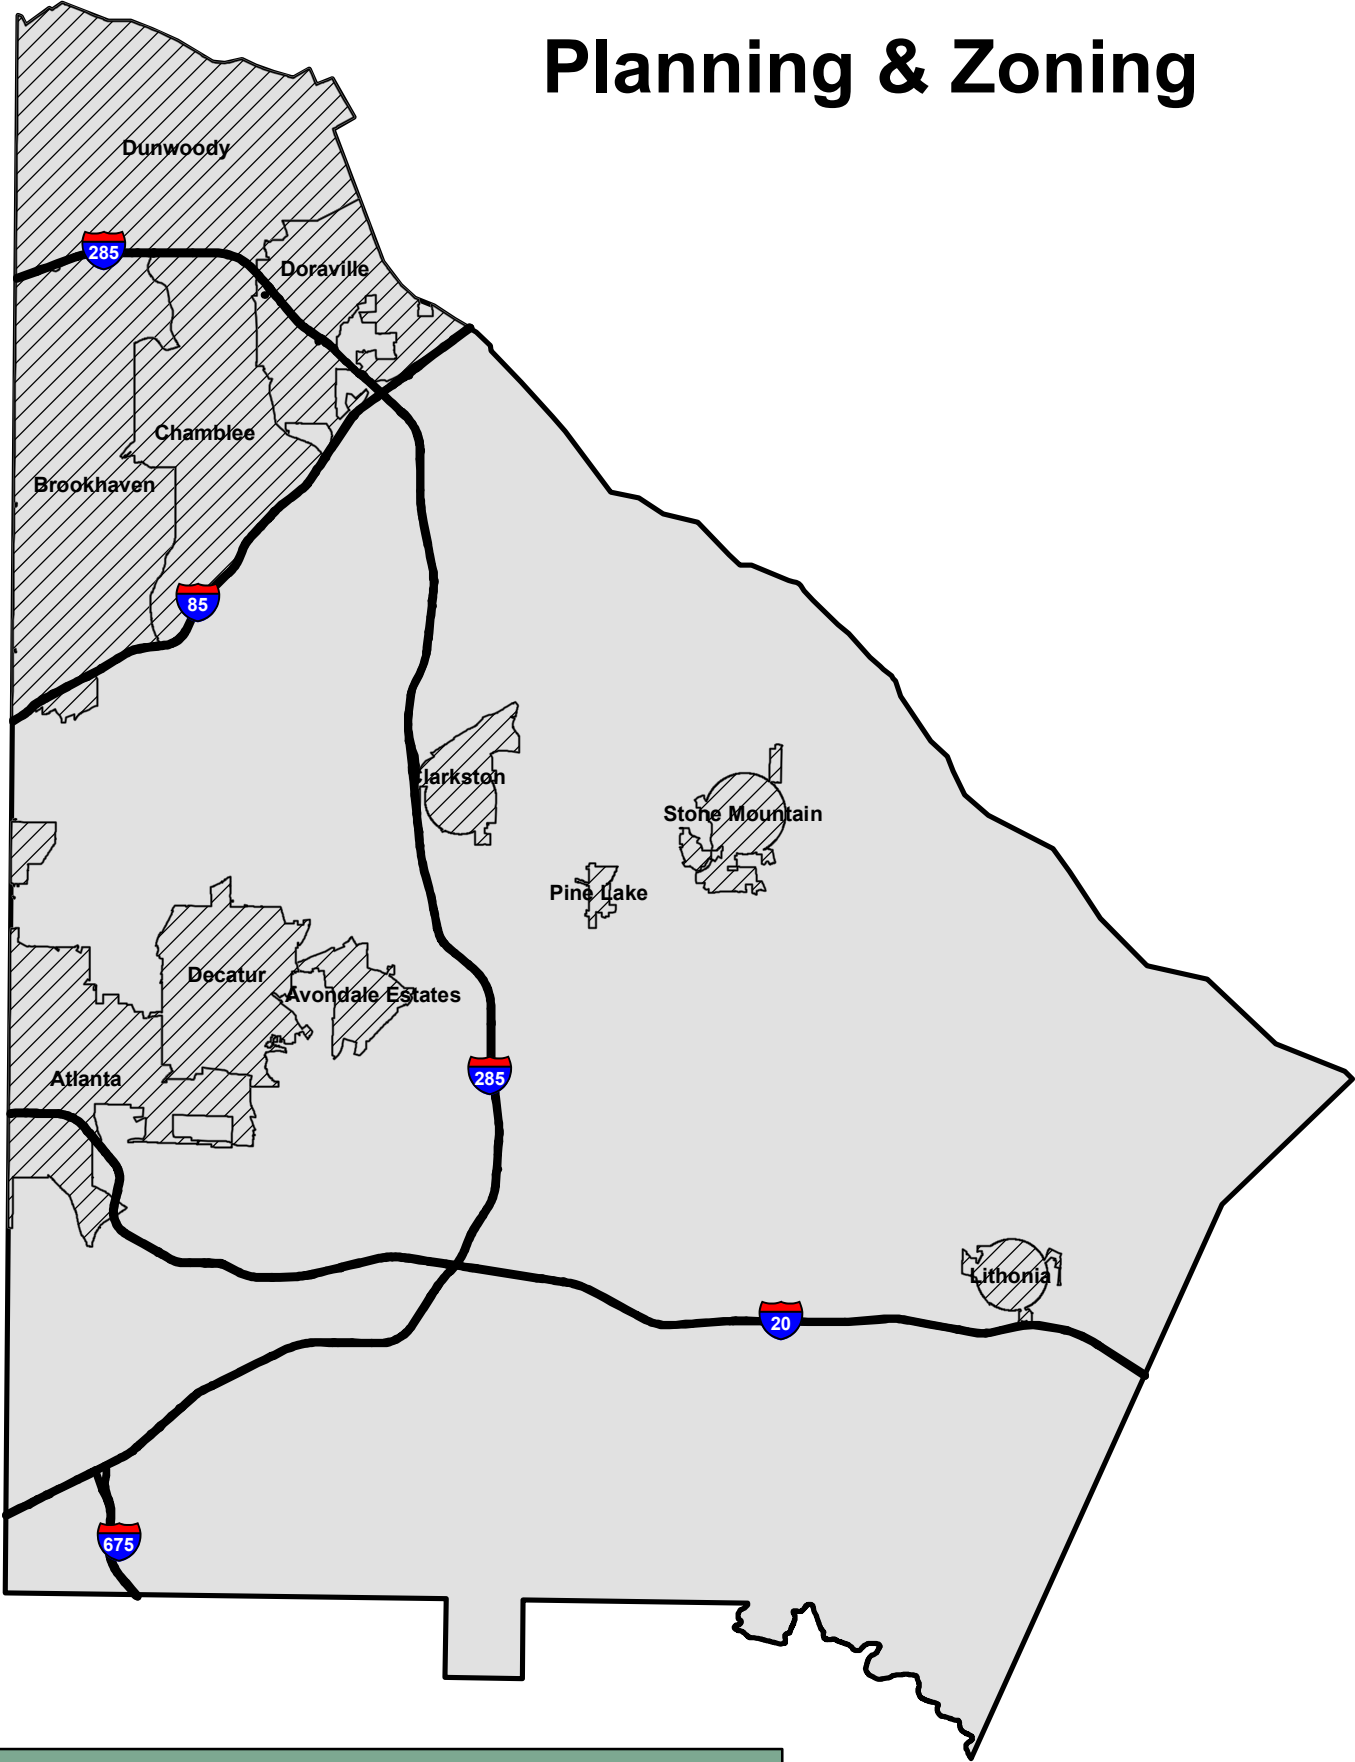 Planning & Zoning
Dunwoody
285
Doraville
Chamblee
Brookhaven
85
Clarkston
Stone Mountain
Pine Lake
Decatur
Avondale Estates
Atlanta
285
Lithonia
20
675